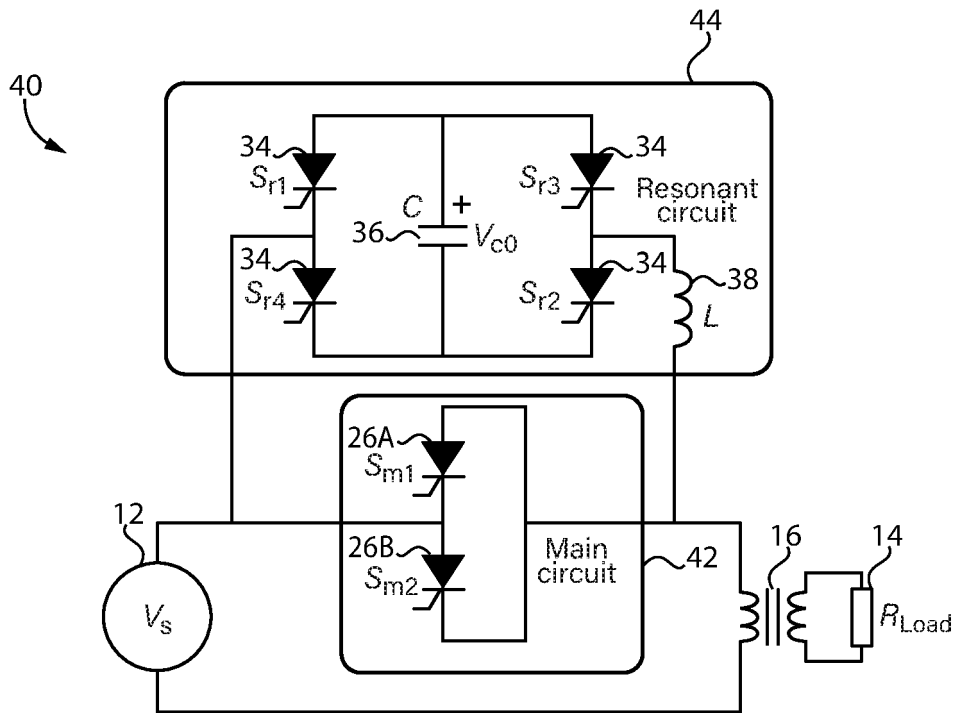 44
40
34
34
Sr1
Sr3
Resonant
circuit
C
+
36
Vc0
34
34
Sr4
Sr2
38
L
26A
Sm1
12
26B
Sm2
Main
circuit
42
16
14
Vs
RLoad